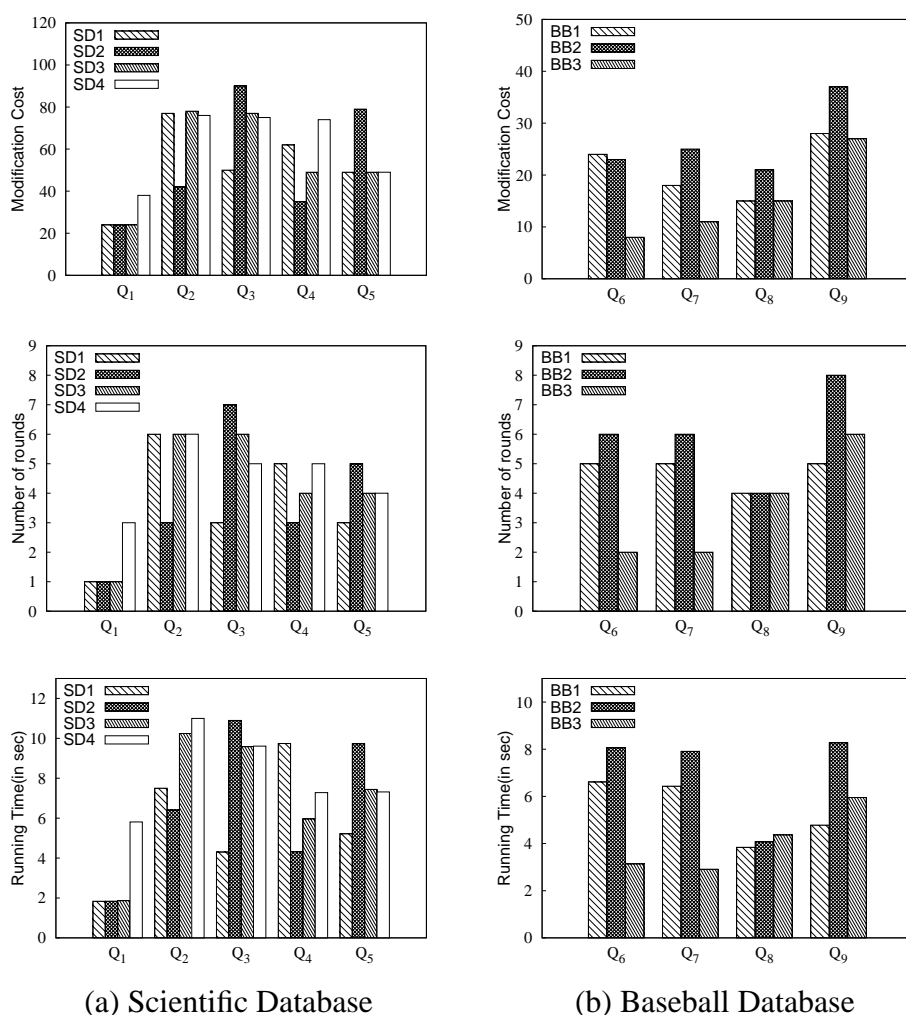 120
100
80
60
40
20
0
Modification Cost
SD1
SD2
SD3
SD4
Q1 Q2 Q3 Q4 Q5
50
40
30
20
10
0
Modification Cost
BB1
BB2
BB3
Q6 Q7 Q8 Q9
9
8
7
6
5
4
3
2
1
0
Number of rounds
SD1
SD2
SD3
SD4
Q1 Q2 Q3 Q4 Q5
9
8
7
6
5
4
3
2
1
0
Number of rounds
BB1
BB2
BB3
Q6 Q7 Q8 Q9
12
10
8
6
4
2
0
Running Time(in sec)
SD1
SD2
SD3
SD4
Q1 Q2 Q3 Q4 Q5
10
8
6
4
2
0
Running Time(in sec)
BB1
BB2
BB3
Q6 Q7 Q8 Q9
(a) Scientific Database
(b) Baseball Database